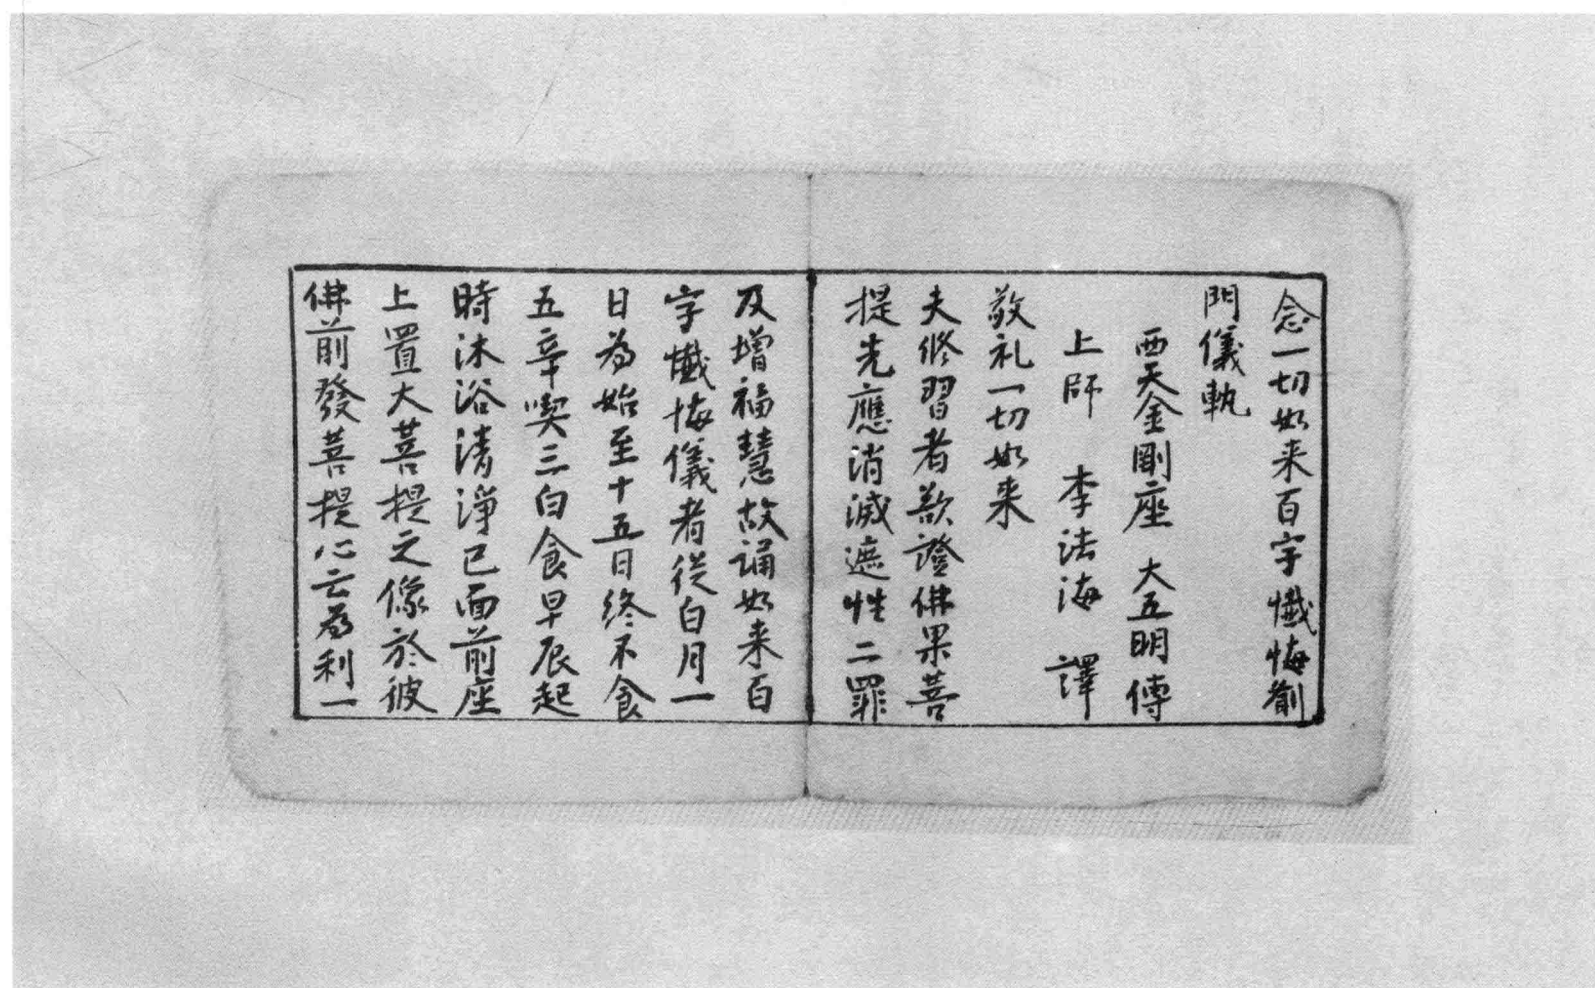 念一切如来百字懺悔劑
門儀軌
西天金剛座 大五明傳
上師 李法海 譯
敬礼一切如来
夫修習者欲證佛果菩
提先應消滅遮性二罪
及增福慧故誦如来百
字懺悔儀者從白月一
日為始至十五日終不食
五辛喫三白食早辰起
時沐浴清淨已面前座
上置大菩提之像於彼
佛前發菩提心云為利一